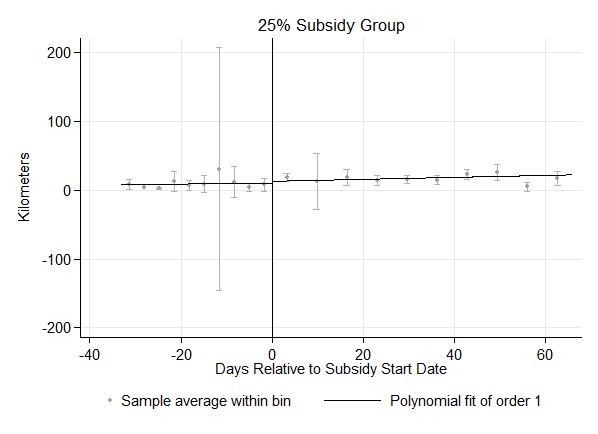 25% Subsidy Group
200
100
0
-100
-200
Kilometers
-40 -20 0 20 40 60
Days Relative to Subsidy Start Date
Sample average within bin Polynomial fit of order 1